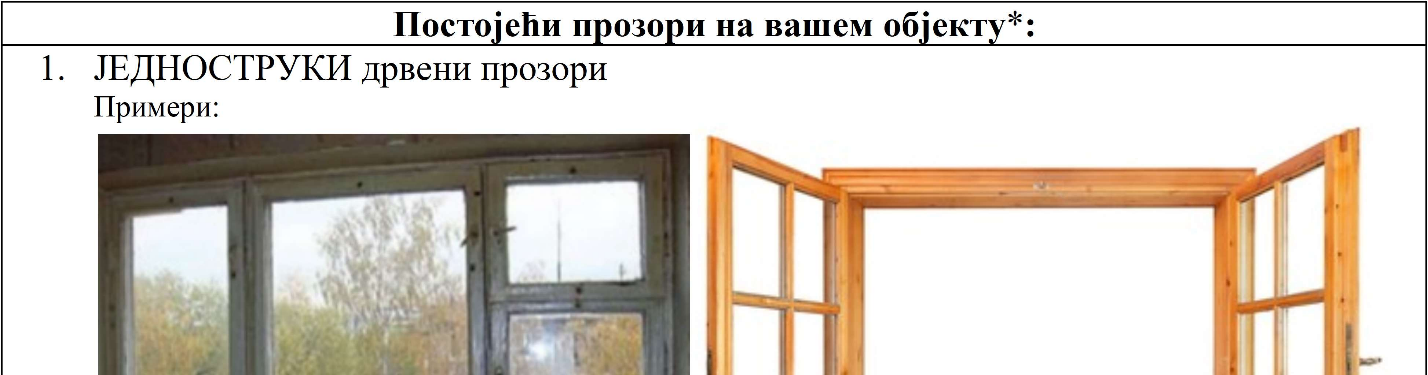 Постојећи прозори на вашем објекту*:
1. ЈЕДНОСТРУКИ дрвени прозори
Примери: